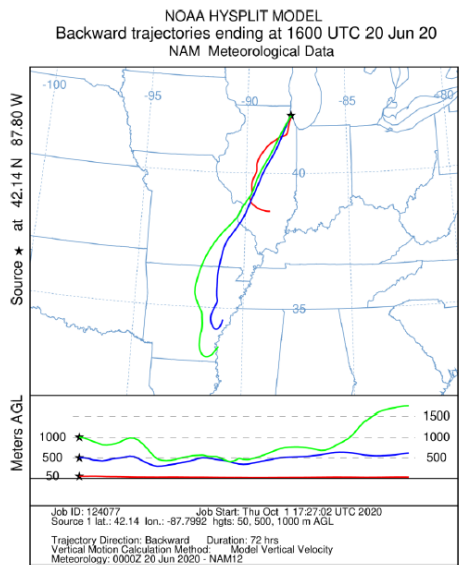 NOAA HYSPLIT MODEL
Backward trajectories ending at 1600 UTC 20 Jun 20
NAM Meteorological Data
-100
-95
-90
-85
-80
40
35
Source ★ at 42.14 N 87.80 W
Meters AGL
1500
1000
1000
500
500
50
Job ID: 124077 Job Start: Thu Oct 1 17:27:02 UTC 2020
Source 1 lat.: 42.14 lon.: -87.7992 hgts: 50, 500, 1000 m AGL
Trajectory Direction: Backward Duration: 72 hrs
Vertical Motion Calculation Method: Model Vertical Velocity
Meteorology: 0000Z 20 Jun 2020 - NAM12